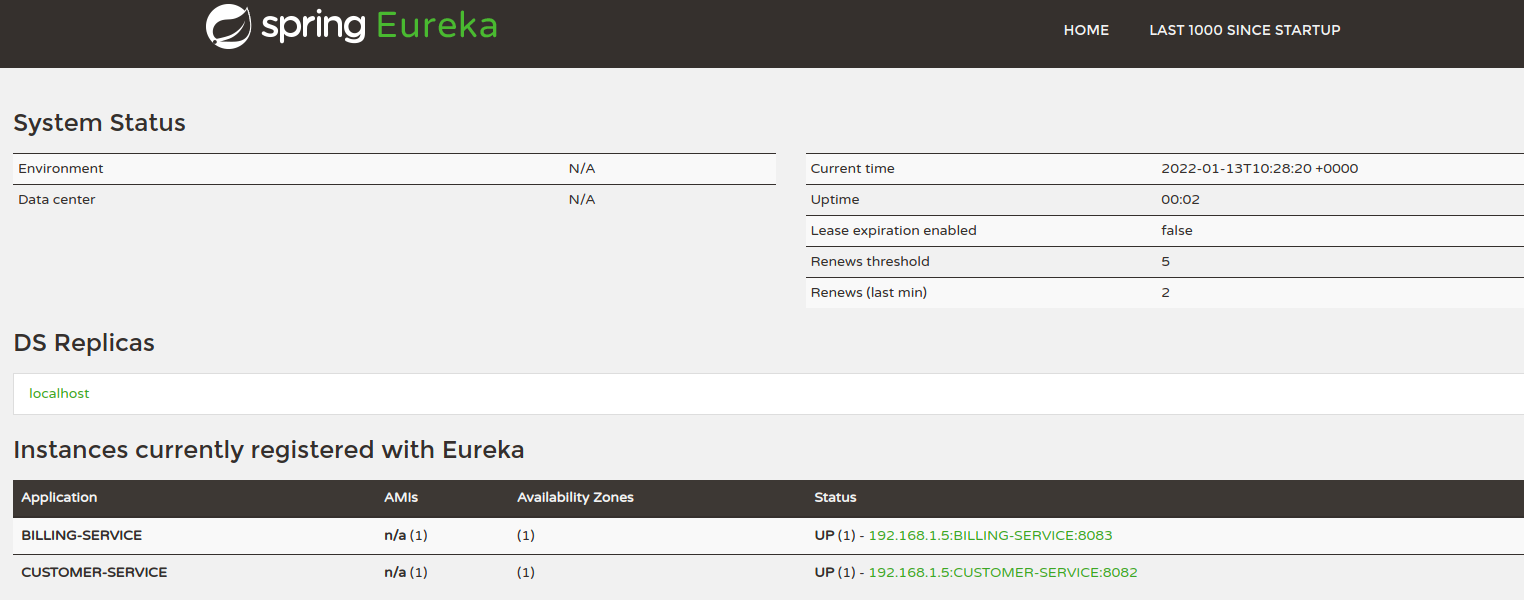 spring Eureka
HOME LAST 1000 SINCE STARTUP
System Status
Environment N/A
Data center N/A
Current time 2022-01-13T10:28:20 +0000
Uptime 00:02
Lease expiration enabled false
Renews threshold 5
Renews (last min) 2
DS Replicas
localhost
Instances currently registered with Eureka
Application AMIs Availability Zones Status
BILLING-SERVICE n/a (1) (1) UP (1) - 192.168.1.5:BILLING-SERVICE:8083
CUSTOMER-SERVICE n/a (1) (1) UP (1) - 192.168.1.5:CUSTOMER-SERVICE:8082